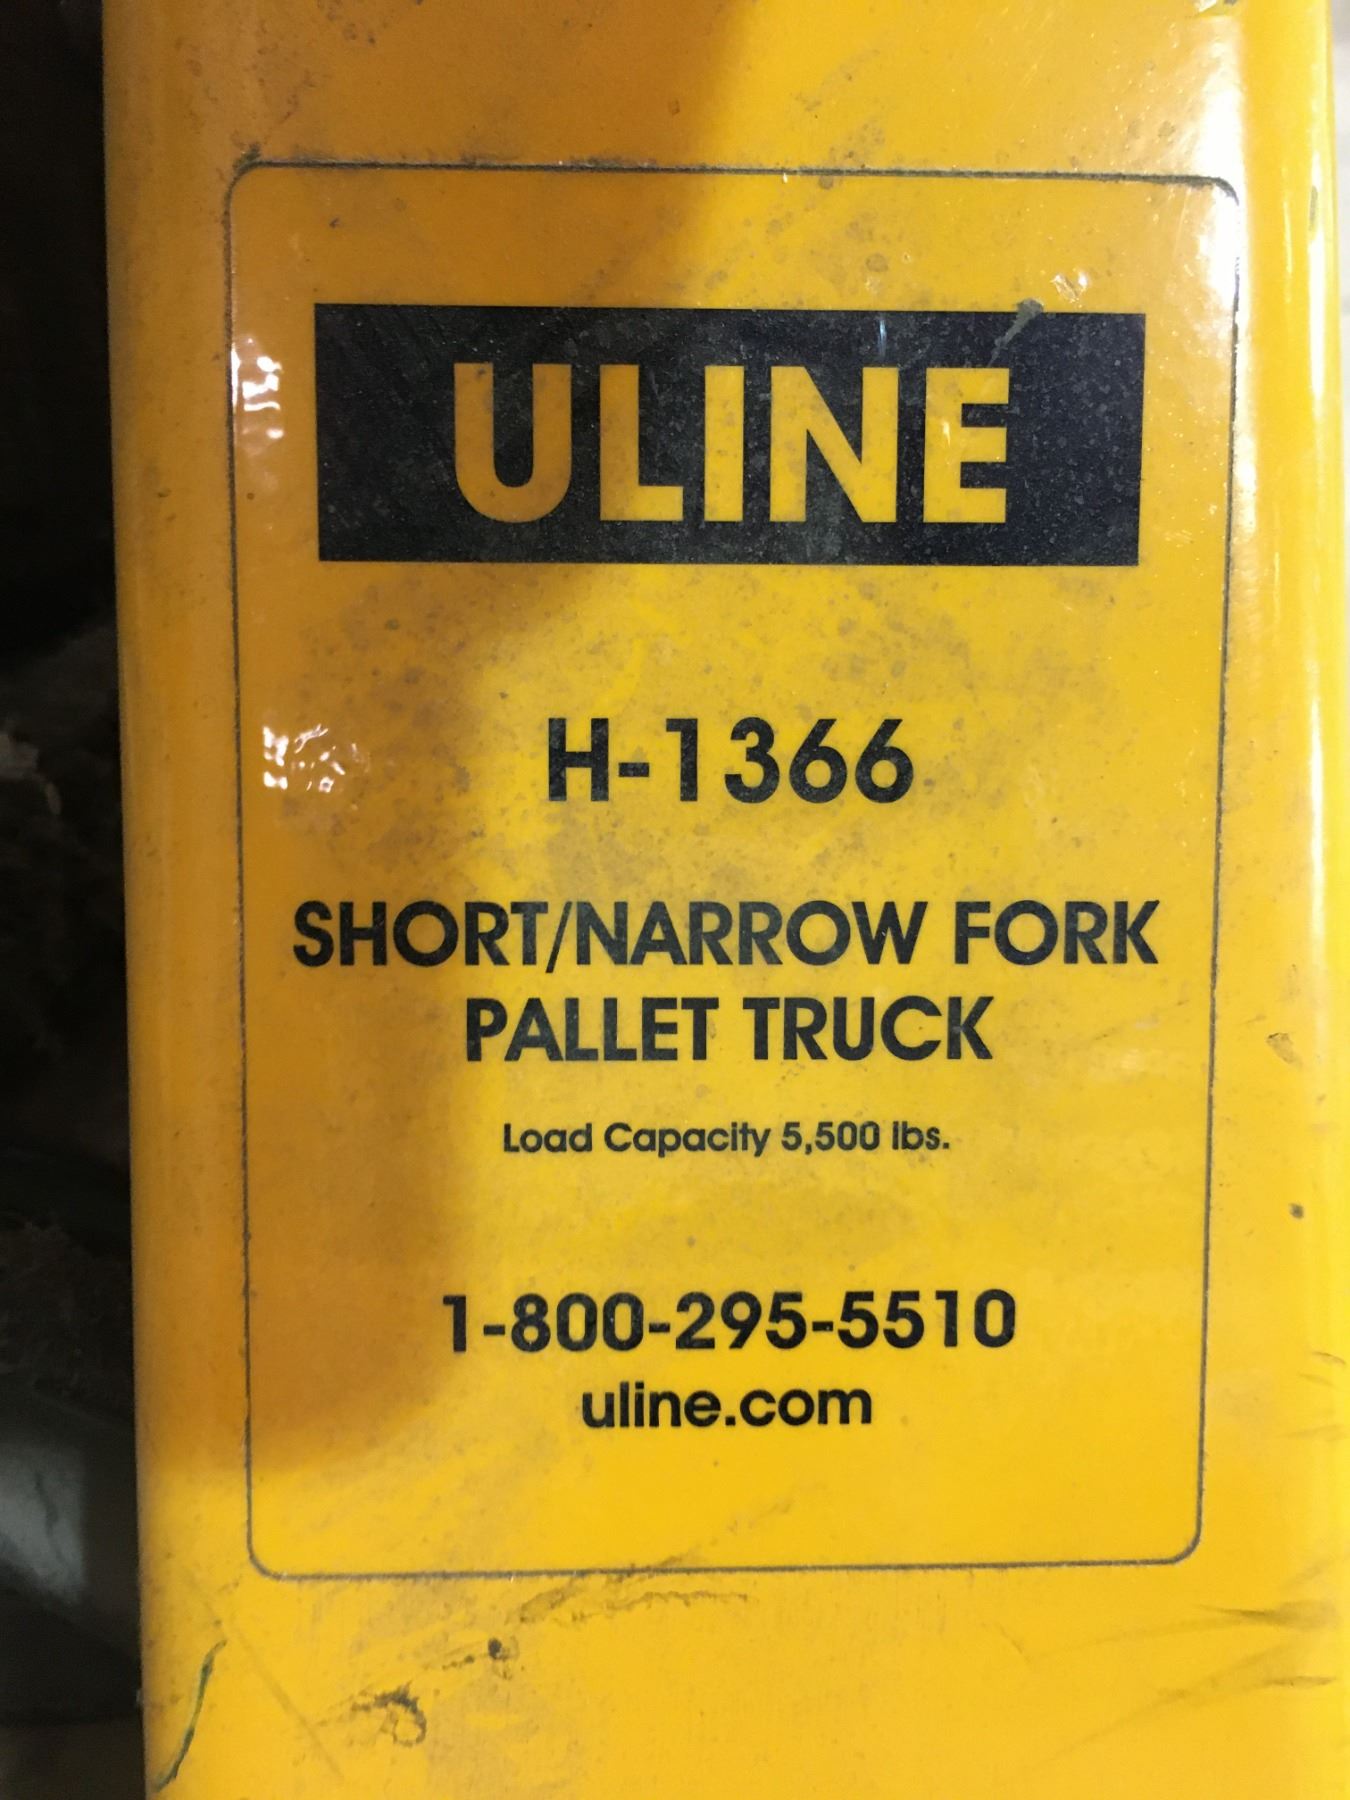 ULINE
H-1366
SHORT/NARROW FORK
PALLET TRUCK
Load Capacity 5,500 lbs.
1-800-295-5510
uline.com